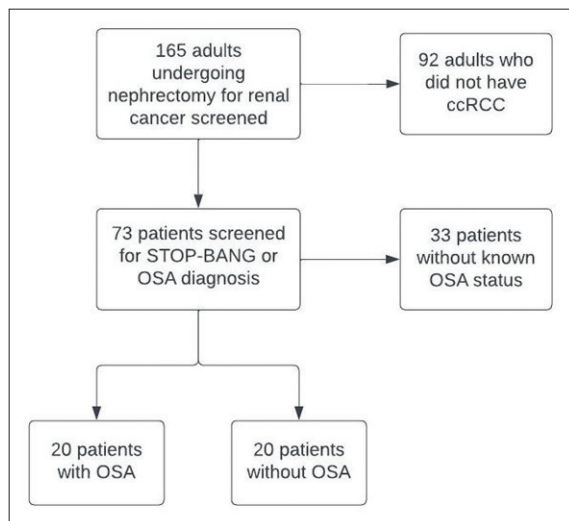 165 adults
undergoing
nephrectomy for renal
cancer screened
92 adults who
did not have
ccRCC
73 patients screened
for STOP-BANG or
OSA diagnosis
33 patients
without known
OSA status
20 patients
with OSA
20 patients
without OSA